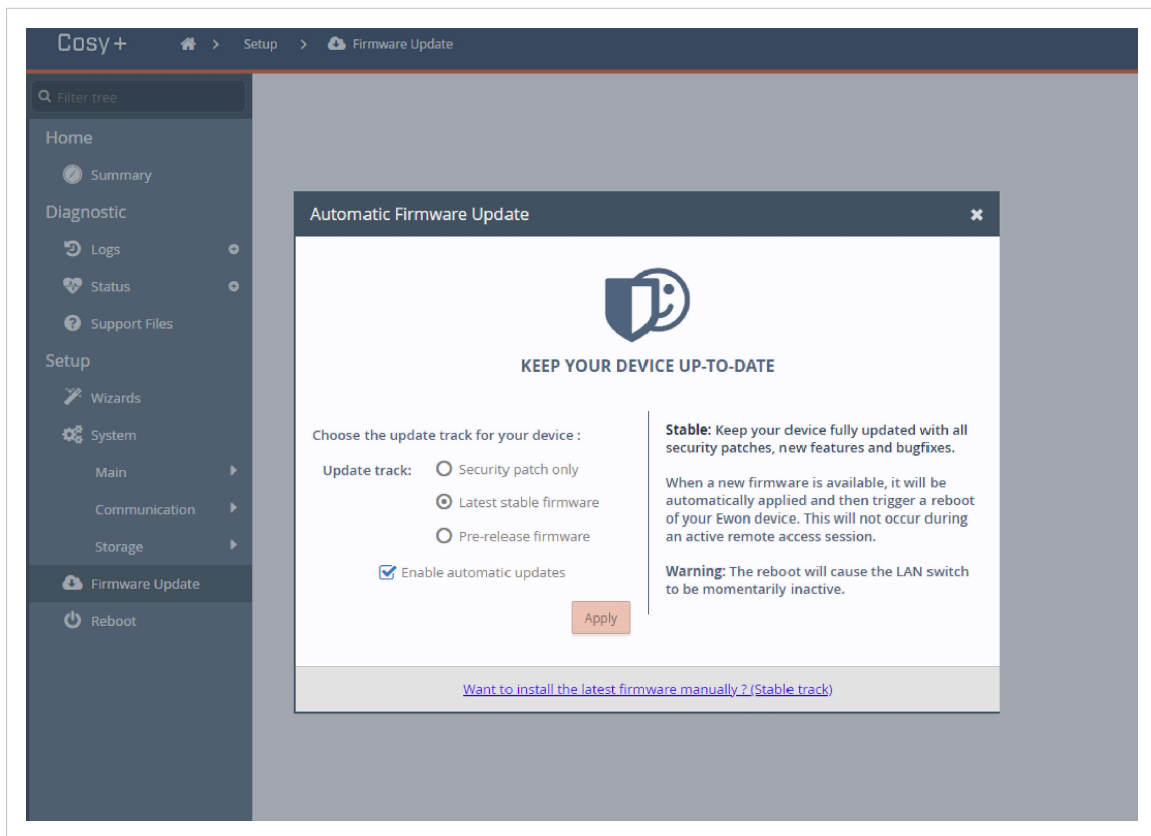 Cosy+ > Setup > Firmware Update
Filter tree
Home
Summary
Diagnostic
Logs
Status
Support Files
Setup
Wizards
System
Main
Communication
Storage
Firmware Update
Reboot
Automatic Firmware Update
KEEP YOUR DEVICE UP-TO-DATE
Choose the update track for your device :
Update track:
Security patch only
Latest stable firmware
Pre-release firmware
Enable automatic updates
Apply
Stable: Keep your device fully updated with all
security patches, new features and bugfixes.
When a new firmware is available, it will be
automatically applied and then trigger a reboot
of your Ewon device. This will not occur during
an active remote access session.
Warning: The reboot will cause the LAN switch
to be momentarily inactive.
Want to install the latest firmware manually ? (Stable track)